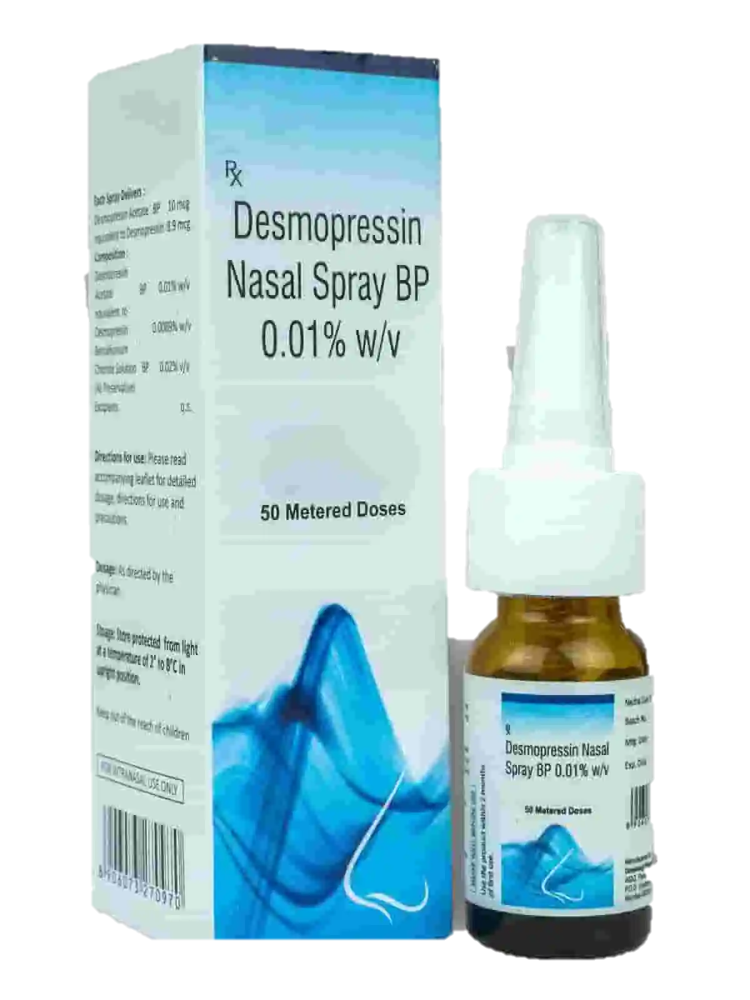 Each Spray Delivers :
Desmopressin Acetate BP 10 mcg
equivalent to Desmopressin 8.9 mcg
Composition :
Desmopressin
Acetate BP 0.01% w/v
equivalent to
Desmopressin 0.0089% w/v
Benzalkonium
Chloride Solution BP 0.02% v/v
(As Preservative)
Excipients q.s.
Directions for use: Please read
accompanying leaflet for detailed
dosage, directions for use and
precautions.
Dosage: As directed by the
physician
Storage: Store protected from light
at a temperature of 2° to 8°C in
upright position.
Keep out of the reach of children
FOR INTRANASAL USE ONLY
8906073270970
Rx
Desmopressin
Nasal Spray BP
0.01% w/v
50 Metered Doses
Rx
Desmopressin Nasal
Spray BP 0.01% w/v
50 Metered Doses
Use the product within 2 months
of first use.
Batch No.
Mfg. Date
Exp. Date